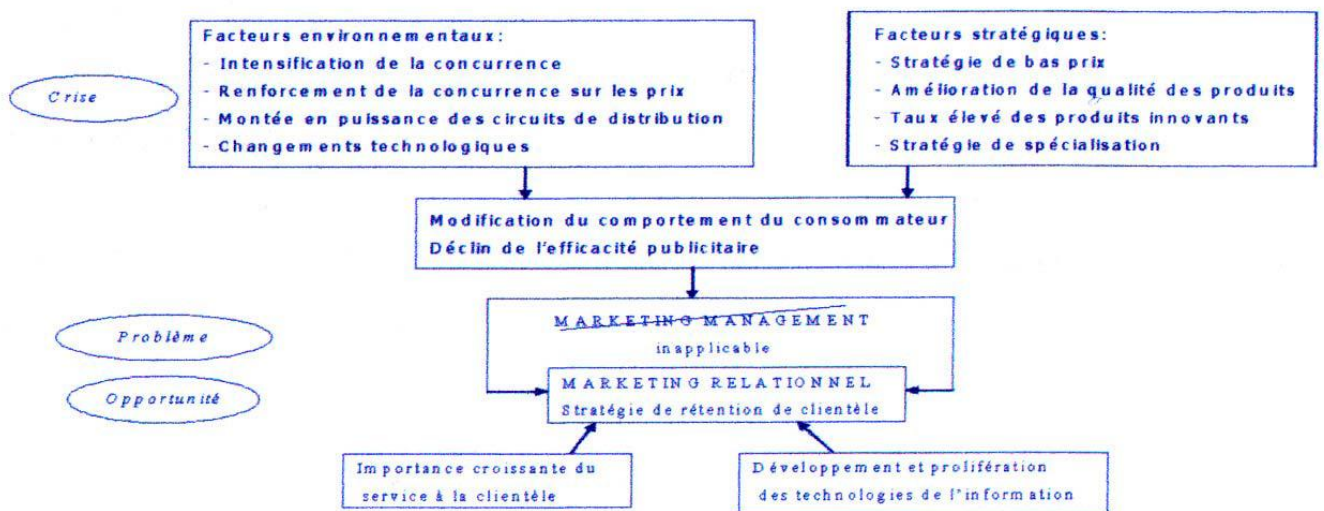 Crise
Facteurs environnementaux:
- Intensification de la concurrence
- Renforcement de la concurrence sur les prix
- Montée en puissance des circuits de distribution
- Changements technologiques
Facteurs stratégiques:
- Stratégie de bas prix
- Amélioration de la qualité des produits
- Taux élevé des produits innovants
- Stratégie de spécialisation
Modification du comportement du consommateur
Déclin de l'efficacité publicitaire
Problème
MARKETING MANAGEMENT
inapplicable
Opportunité
MARKETING RELATIONNEL
Stratégie de rétention de clientèle
Importance croissante du
service à la clientèle
Développement et prolifération
des technologies de l'information